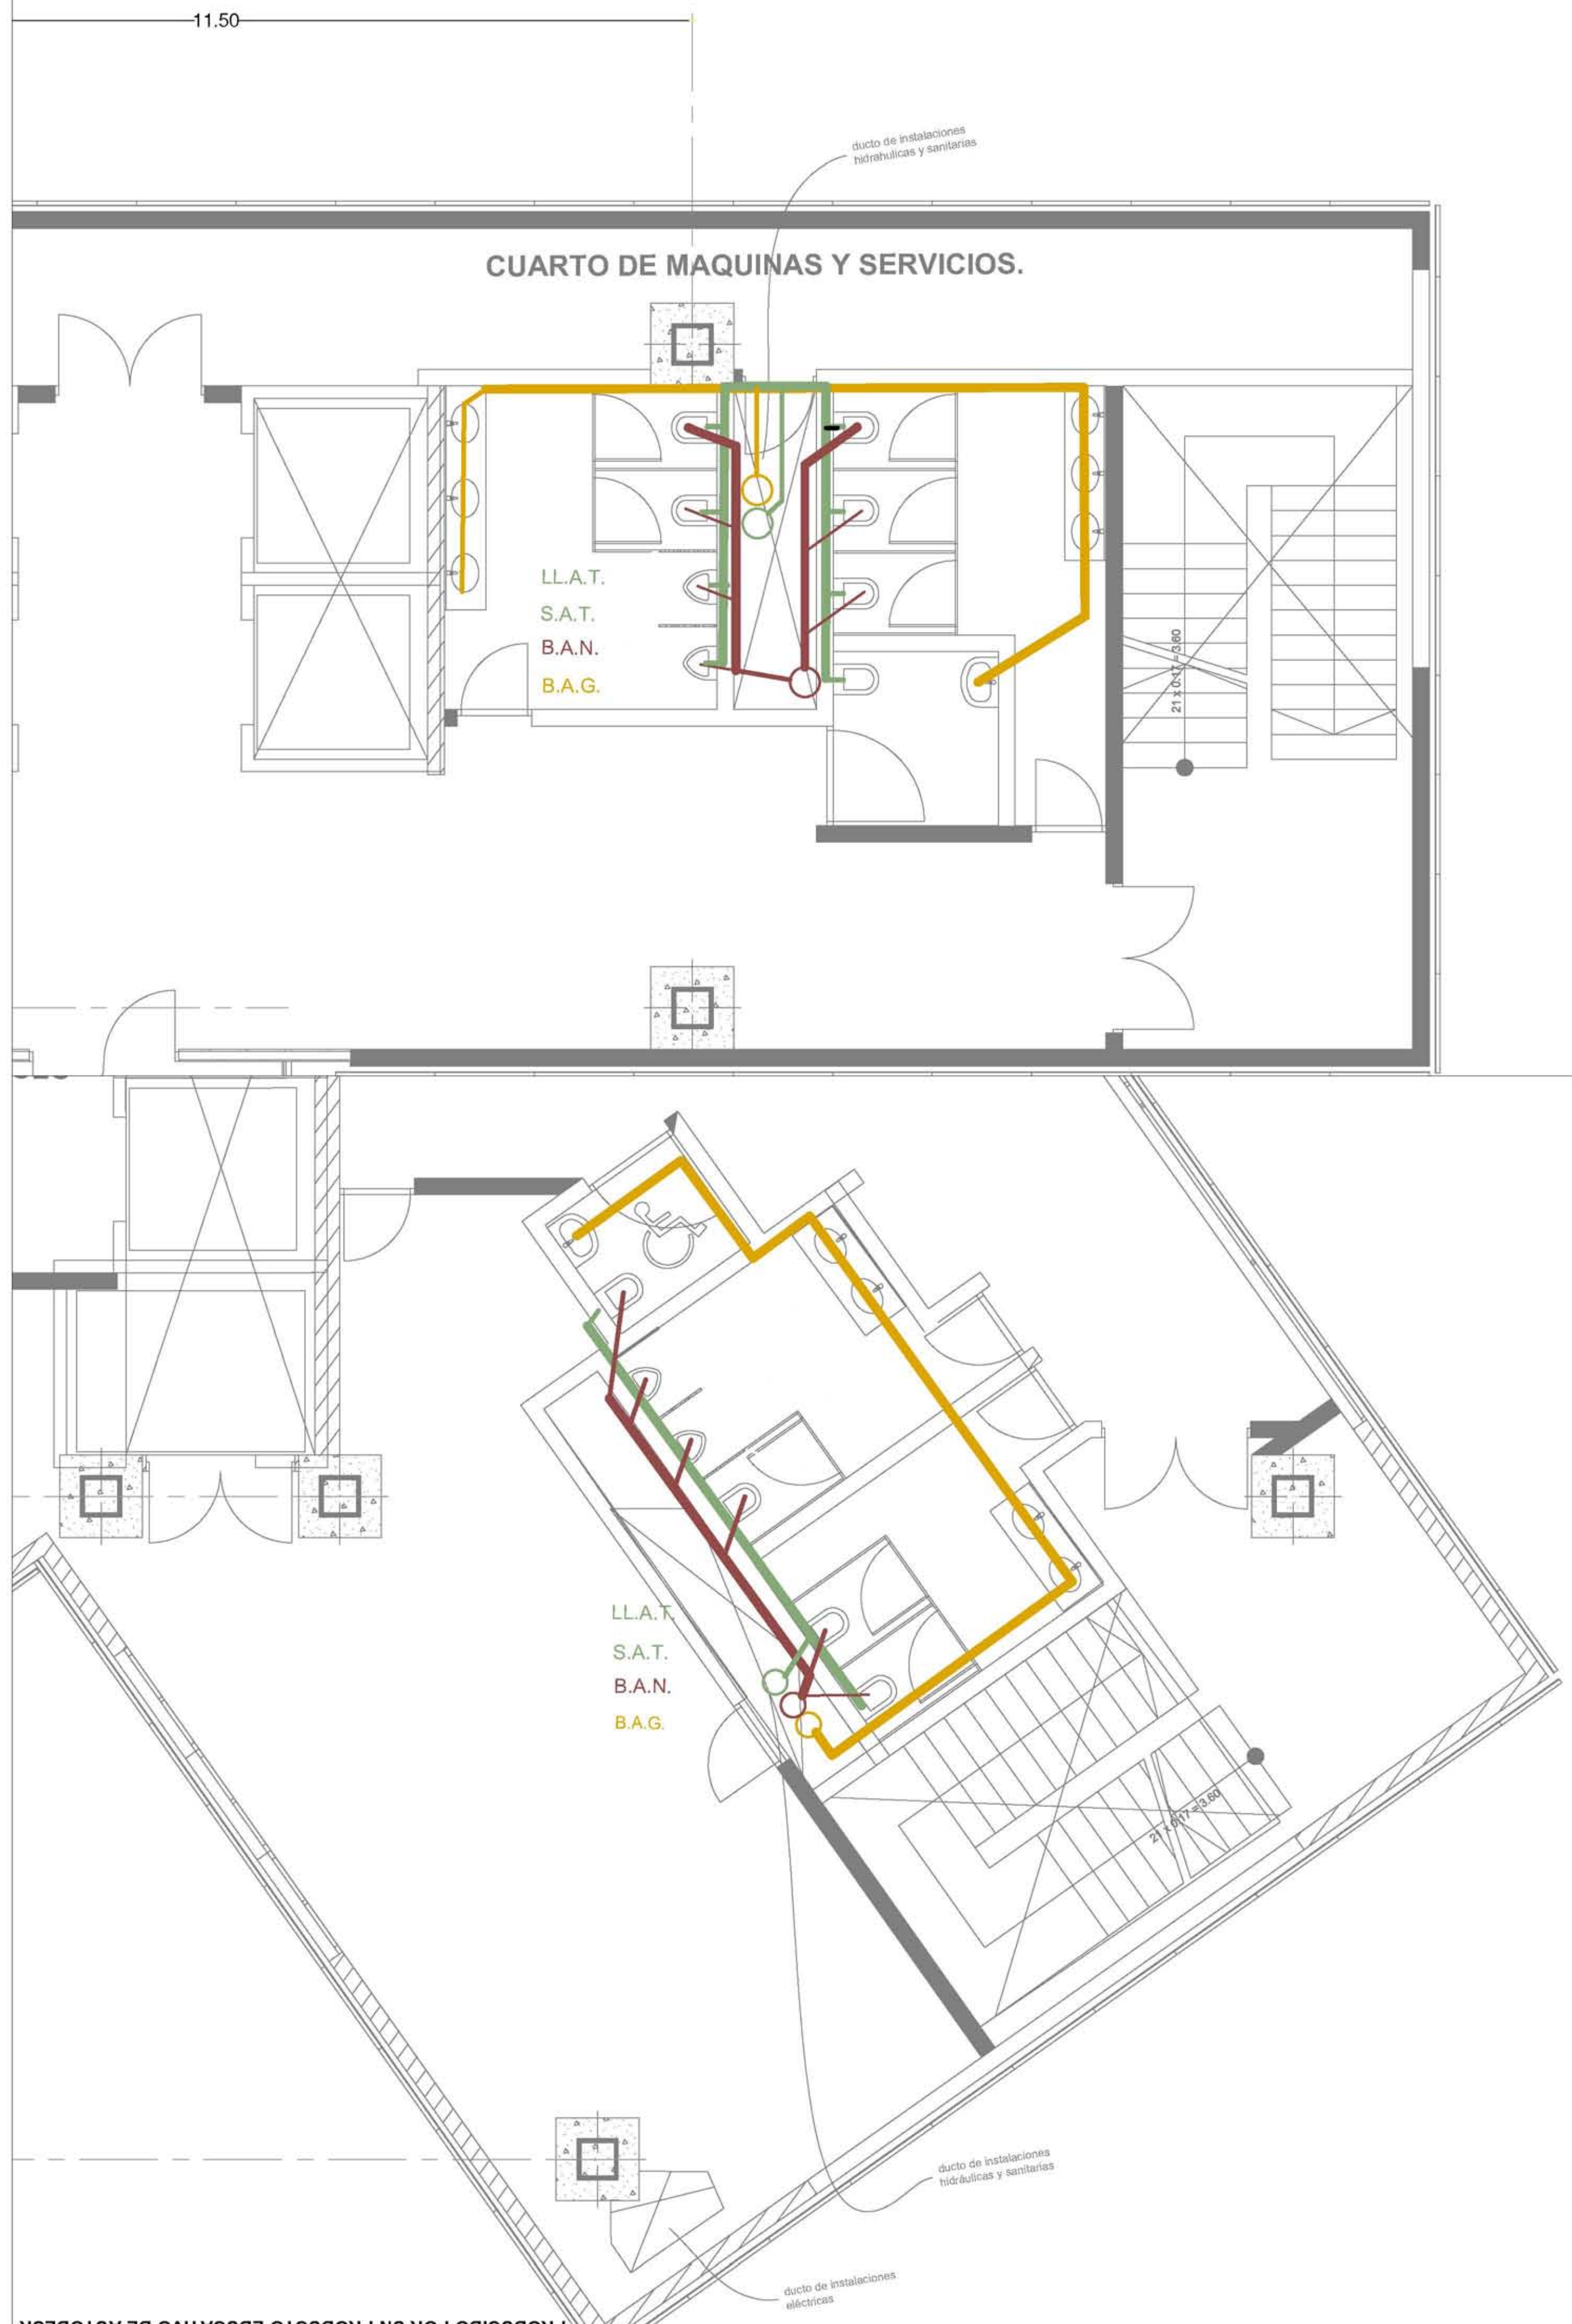 11.50
ducto de instalaciones
hidrahulicas y sanitarias
CUARTO DE MAQUINAS Y SERVICIOS.
LL.A.T.
S.A.T.
B.A.N.
B.A.G.
21 x 0.17 = 3.60
LL.A.T.
S.A.T.
B.A.N.
B.A.G.
21 x 0.17 = 3.60
ducto de instalaciones
hidráulicas y sanitarias
ducto de instalaciones
eléctricas